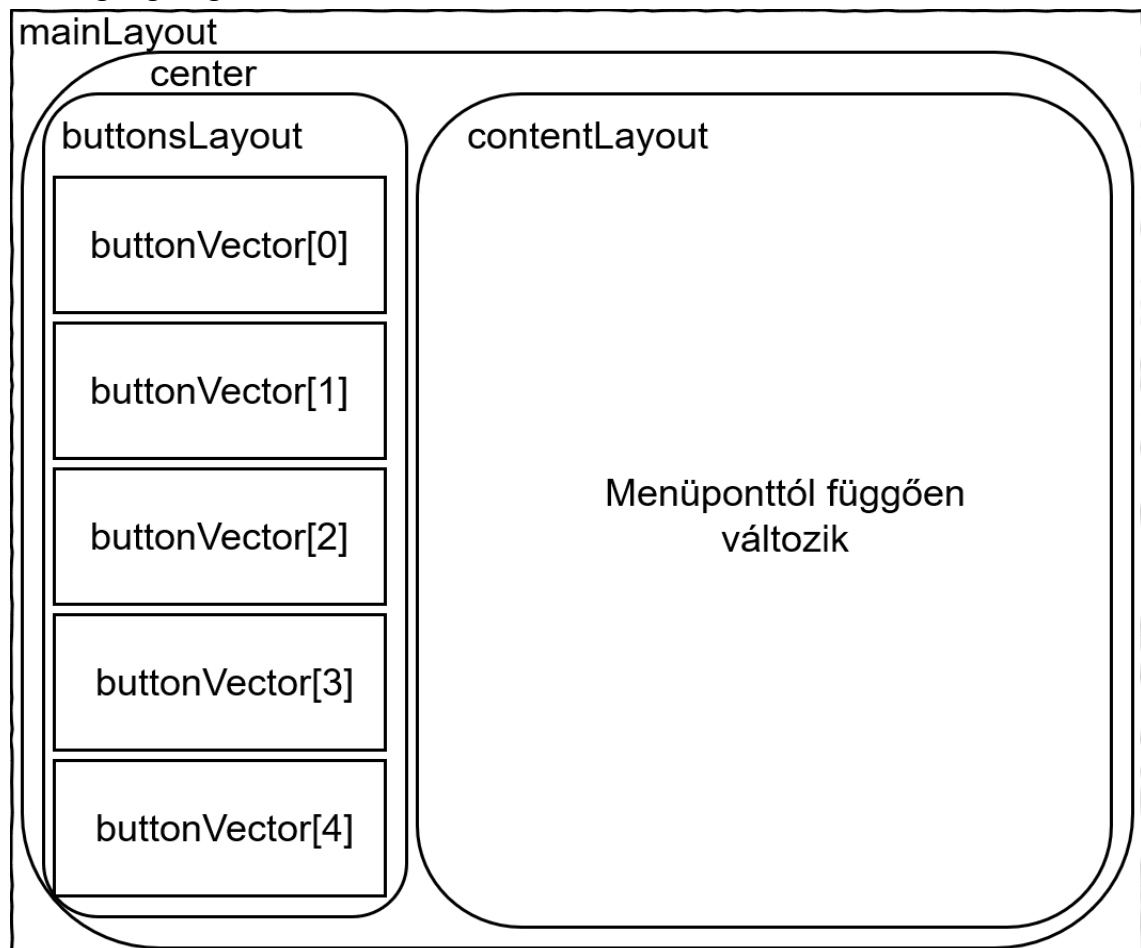 mainLayout
center
buttonsLayout
contentLayout
buttonVector[0]
buttonVector[1]
buttonVector[2]
buttonVector[3]
buttonVector[4]
Menüponttól függően
változik